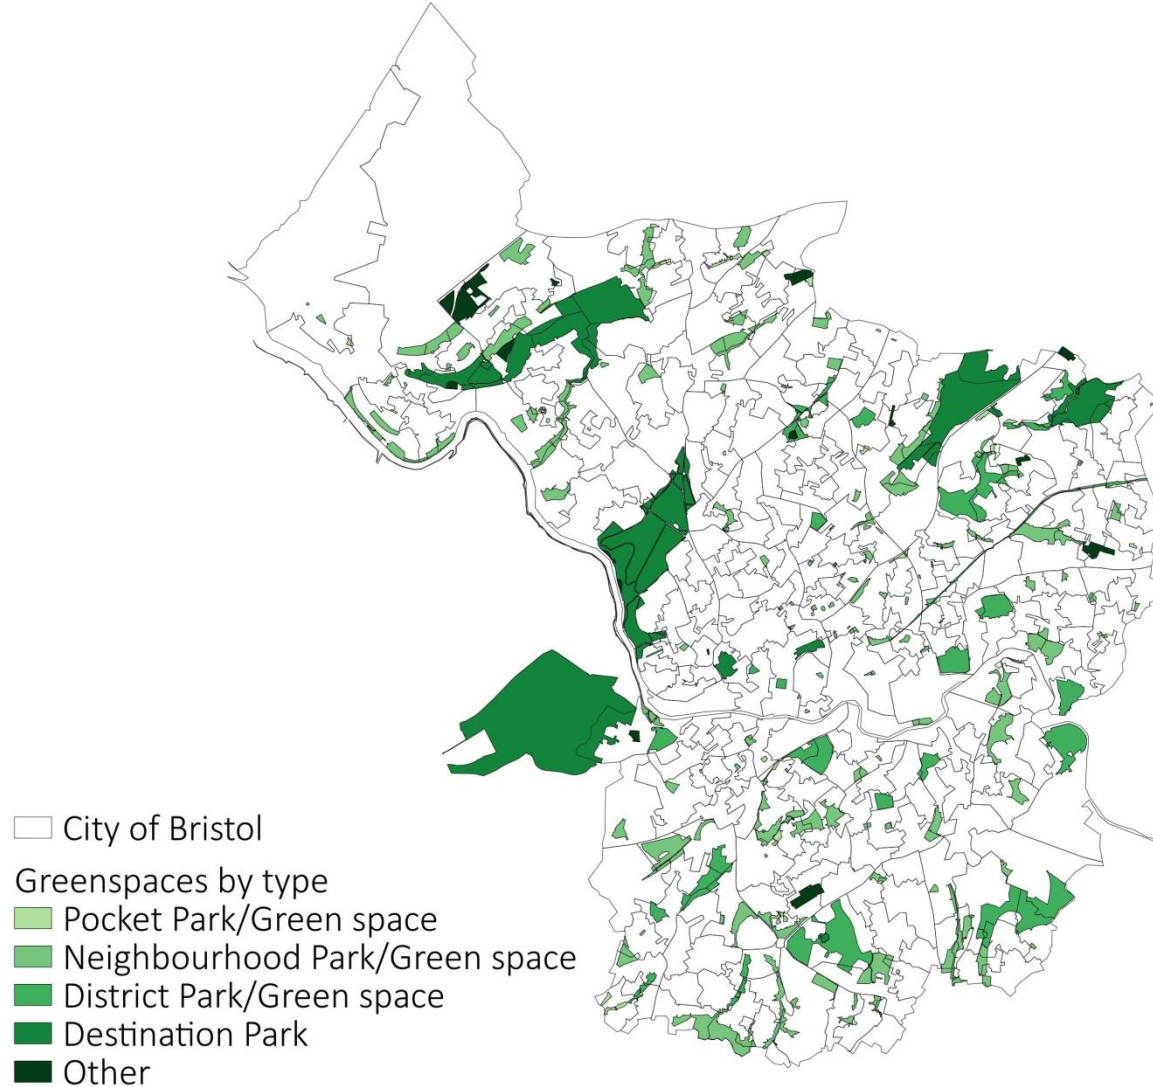 City of Bristol
Greenspaces by type
Pocket Park/Green space
Neighbourhood Park/Green space
District Park/Green space
Destination Park
Other